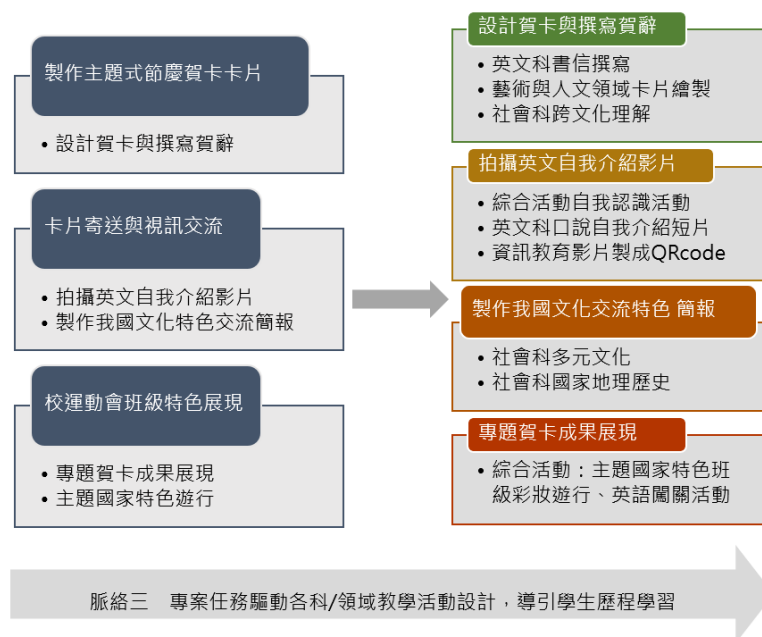 製作主題式節慶賀卡卡片
• 設計賀卡與撰寫賀辭
卡片寄送與視訊交流
• 拍攝英文自我介紹影片
• 製作我國文化特色交流簡報
校運動會班級特色展現
• 專題賀卡成果展現
• 主題國家特色遊行
設計賀卡與撰寫賀辭
• 英文科書信撰寫
• 藝術與人文領域卡片繪製
• 社會科跨文化理解
拍攝英文自我介紹影片
• 綜合活動自我認識活動
• 英文科口說自我介紹短片
• 資訊教育影片製成QRcode
製作我國文化交流特色 簡報
• 社會科多元文化
• 社會科國家地理歷史
專題賀卡成果展現
• 綜合活動：主題國家特色班
級彩妝遊行、英語闖關活動
脈絡三　專案任務驅動各科/領域教學活動設計，導引學生歷程學習